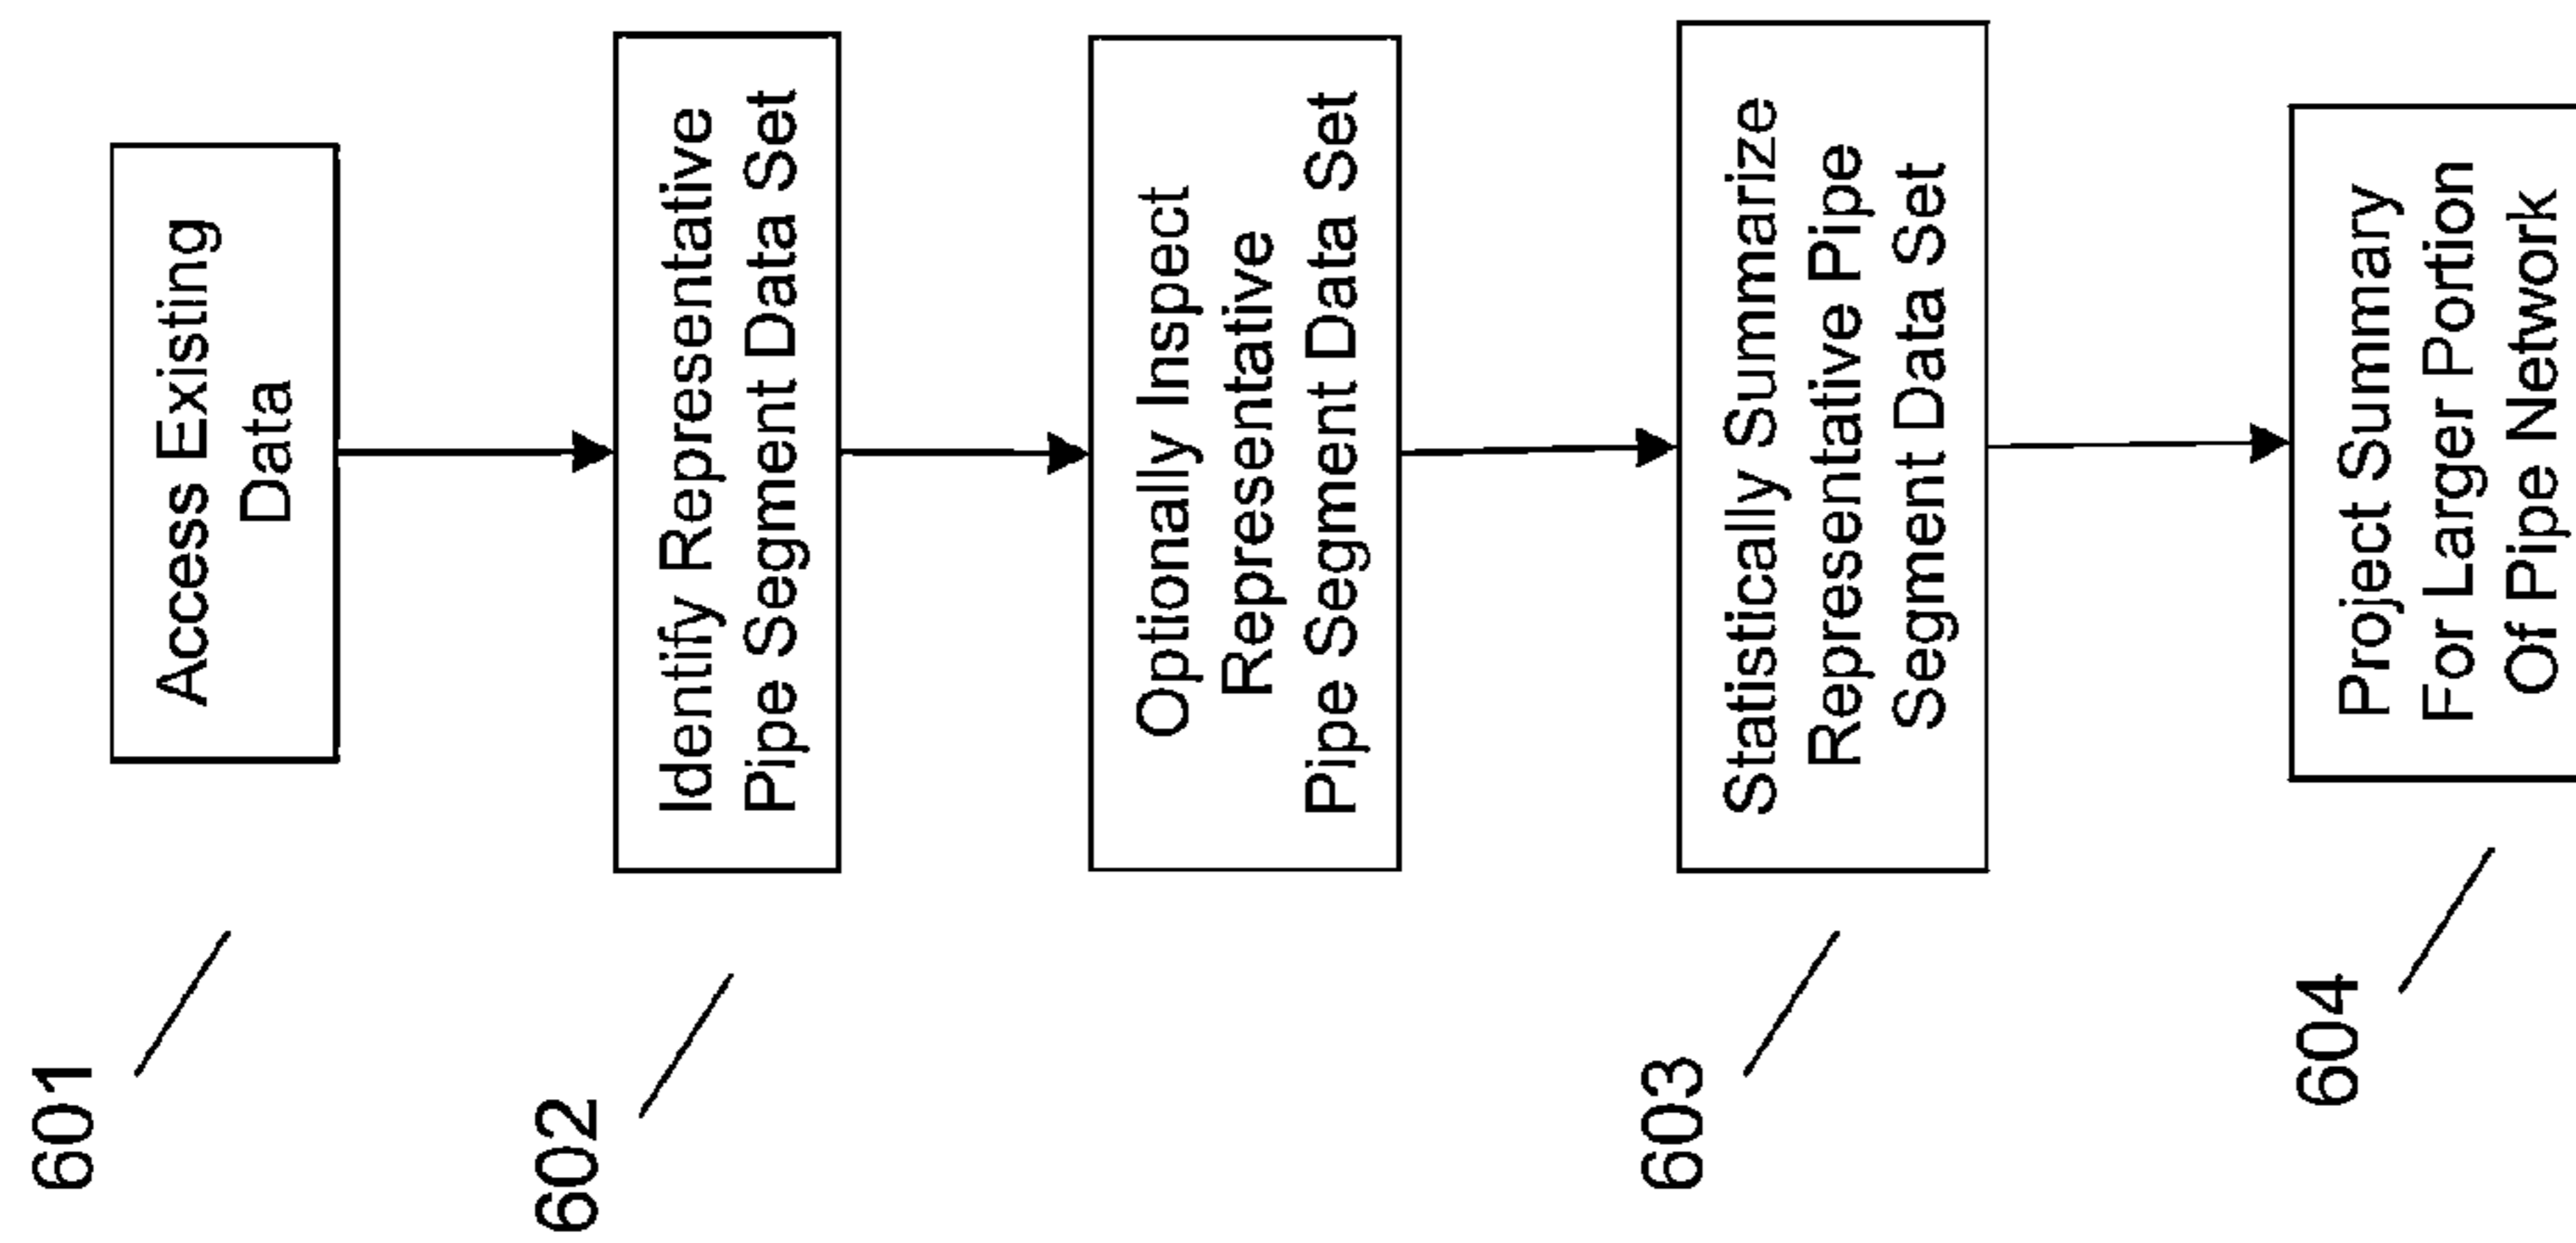 601
Access Existing
Data
602
Identify Representative
Pipe Segment Data Set
Optionally Inspect
Representative
Pipe Segment Data Set
603
Statistically Summarize
Representative Pipe
Segment Data Set
604
Project Summary
For Larger Portion
Of Pipe Network